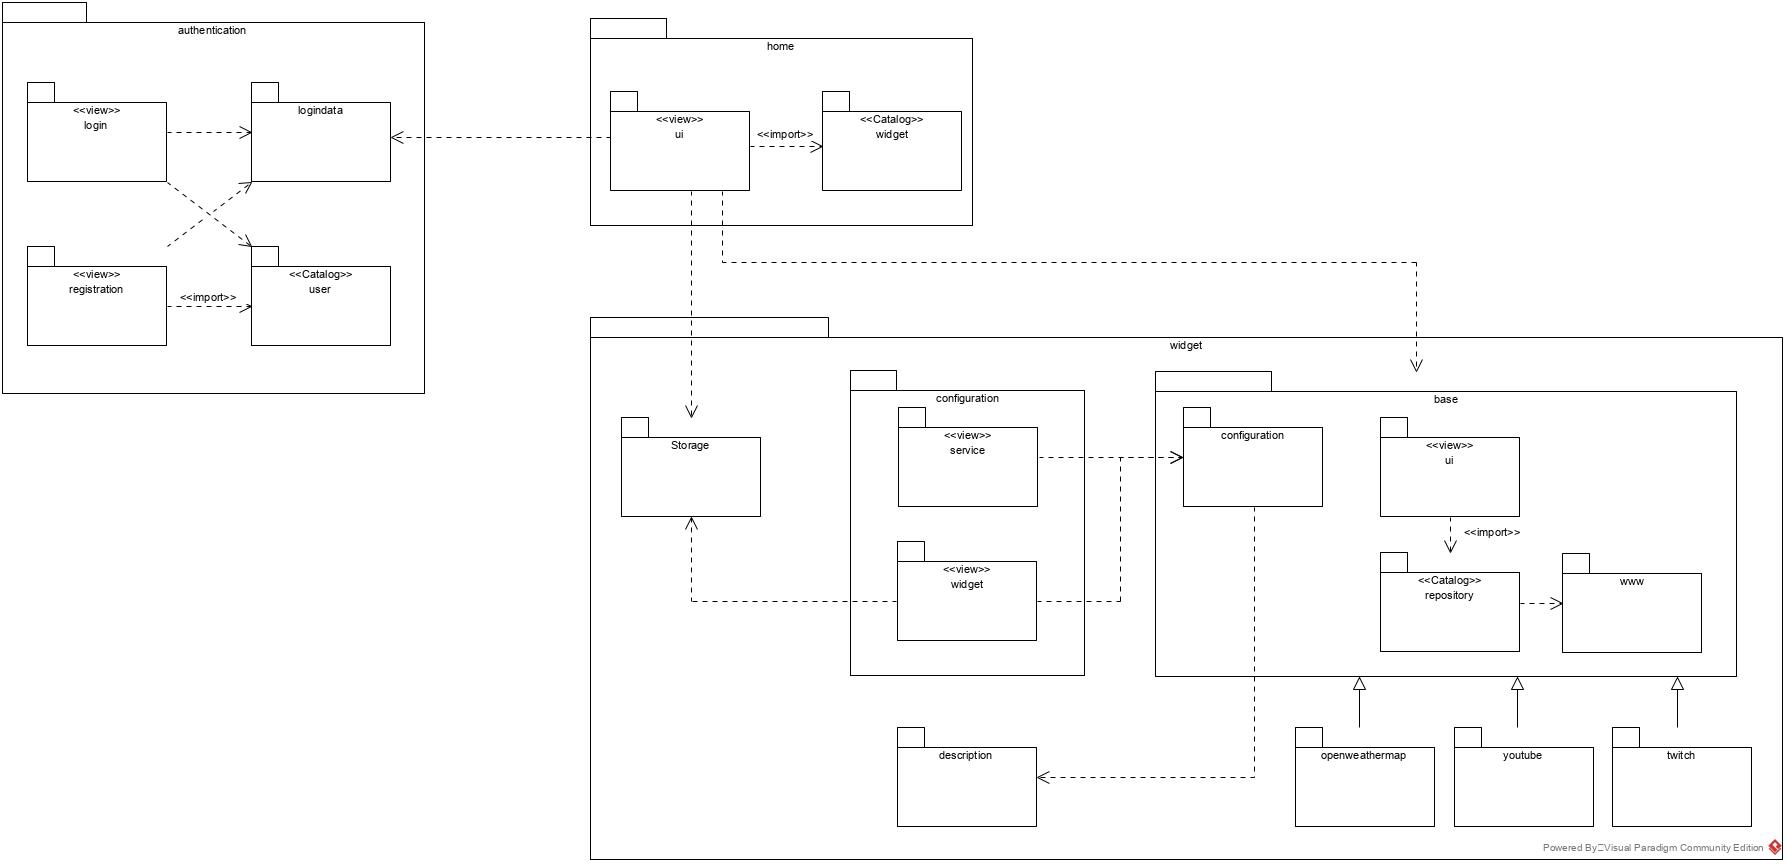 authentication
<<view>>
login
logindata
<<view>>
registration
<<import>>
<<Catalog>>
user
home
<<view>>
ui
<<import>>
<<Catalog>>
widget
widget
Storage
configuration
<<view>>
service
<<view>>
widget
base
configuration
<<view>>
ui
<<import>>
<<Catalog>>
repository
www
description
openweathermap
youtube
twitch
Powered By Visual Paradigm Community Edition